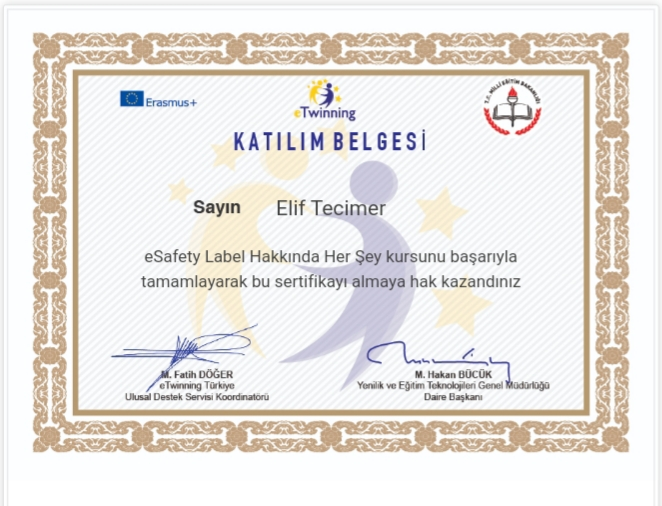 Erasmus+
eTwinning
T.C. MİLLÎ EĞİTİM BAKANLIĞI
KATILIM BELGESİ
Sayın Elif Tecimer
eSafety Label Hakkında Her Şey kursunu başarıyla
tamamlayarak bu sertifikayı almaya hak kazandınız
M. Fatih DÖĞER
eTwinning Türkiye
Ulusal Destek Servisi Koordinatörü
M. Hakan BÜCÜK
Yenilik ve Eğitim Teknolojileri Genel Müdürlüğü
Daire Başkanı